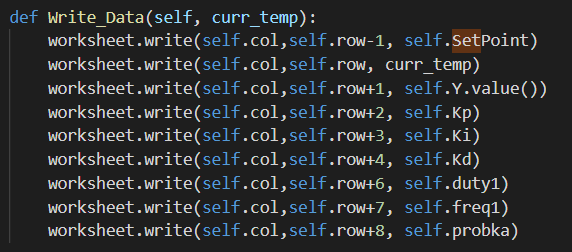 def Write_Data(self, curr_temp):
    worksheet.write(self.col,self.row-1, self.SetPoint)
    worksheet.write(self.col,self.row, curr_temp)
    worksheet.write(self.col,self.row+1, self.Y.value())
    worksheet.write(self.col,self.row+2, self.Kp)
    worksheet.write(self.col,self.row+3, self.Ki)
    worksheet.write(self.col,self.row+4, self.Kd)
    worksheet.write(self.col,self.row+6, self.duty1)
    worksheet.write(self.col,self.row+7, self.freq1)
    worksheet.write(self.col,self.row+8, self.probka)